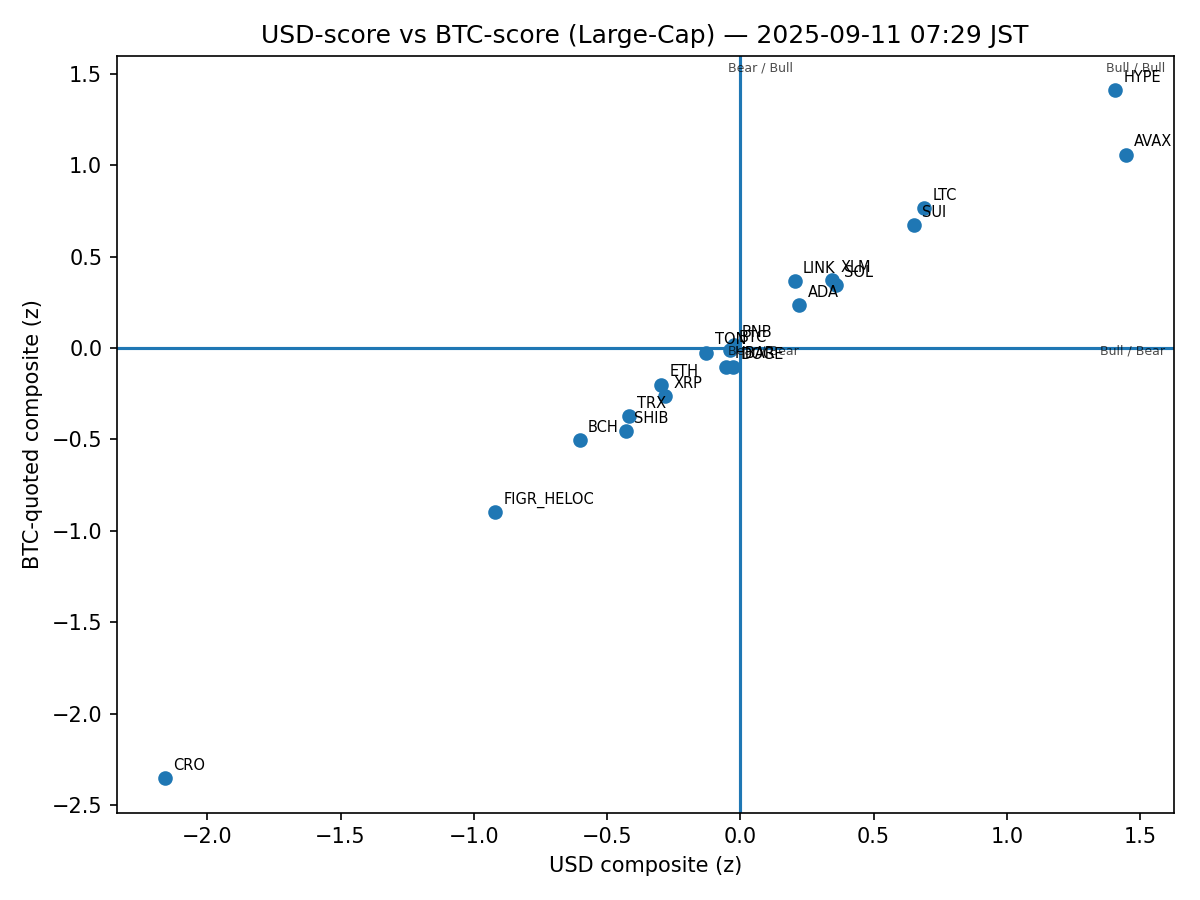 USD-score vs BTC-score (Large-Cap) — 2025-09-11 07:29 JST
Bear / Bull
Bull / Bull
HYPE
AVAX
LTC
SUI
LINK
XLM
SOL
ADA
BNB
BTC
TON
HBAR
DOGE
Bear / Bear
Bull / Bear
ETH
XRP
TRX
SHIB
BCH
FIGR_HELOC
CRO
1.5
1.0
0.5
0.0
−0.5
−1.0
−1.5
−2.0
−2.5
−2.0
−1.5
−1.0
−0.5
0.0
0.5
1.0
1.5
USD composite (z)
BTC-quoted composite (z)